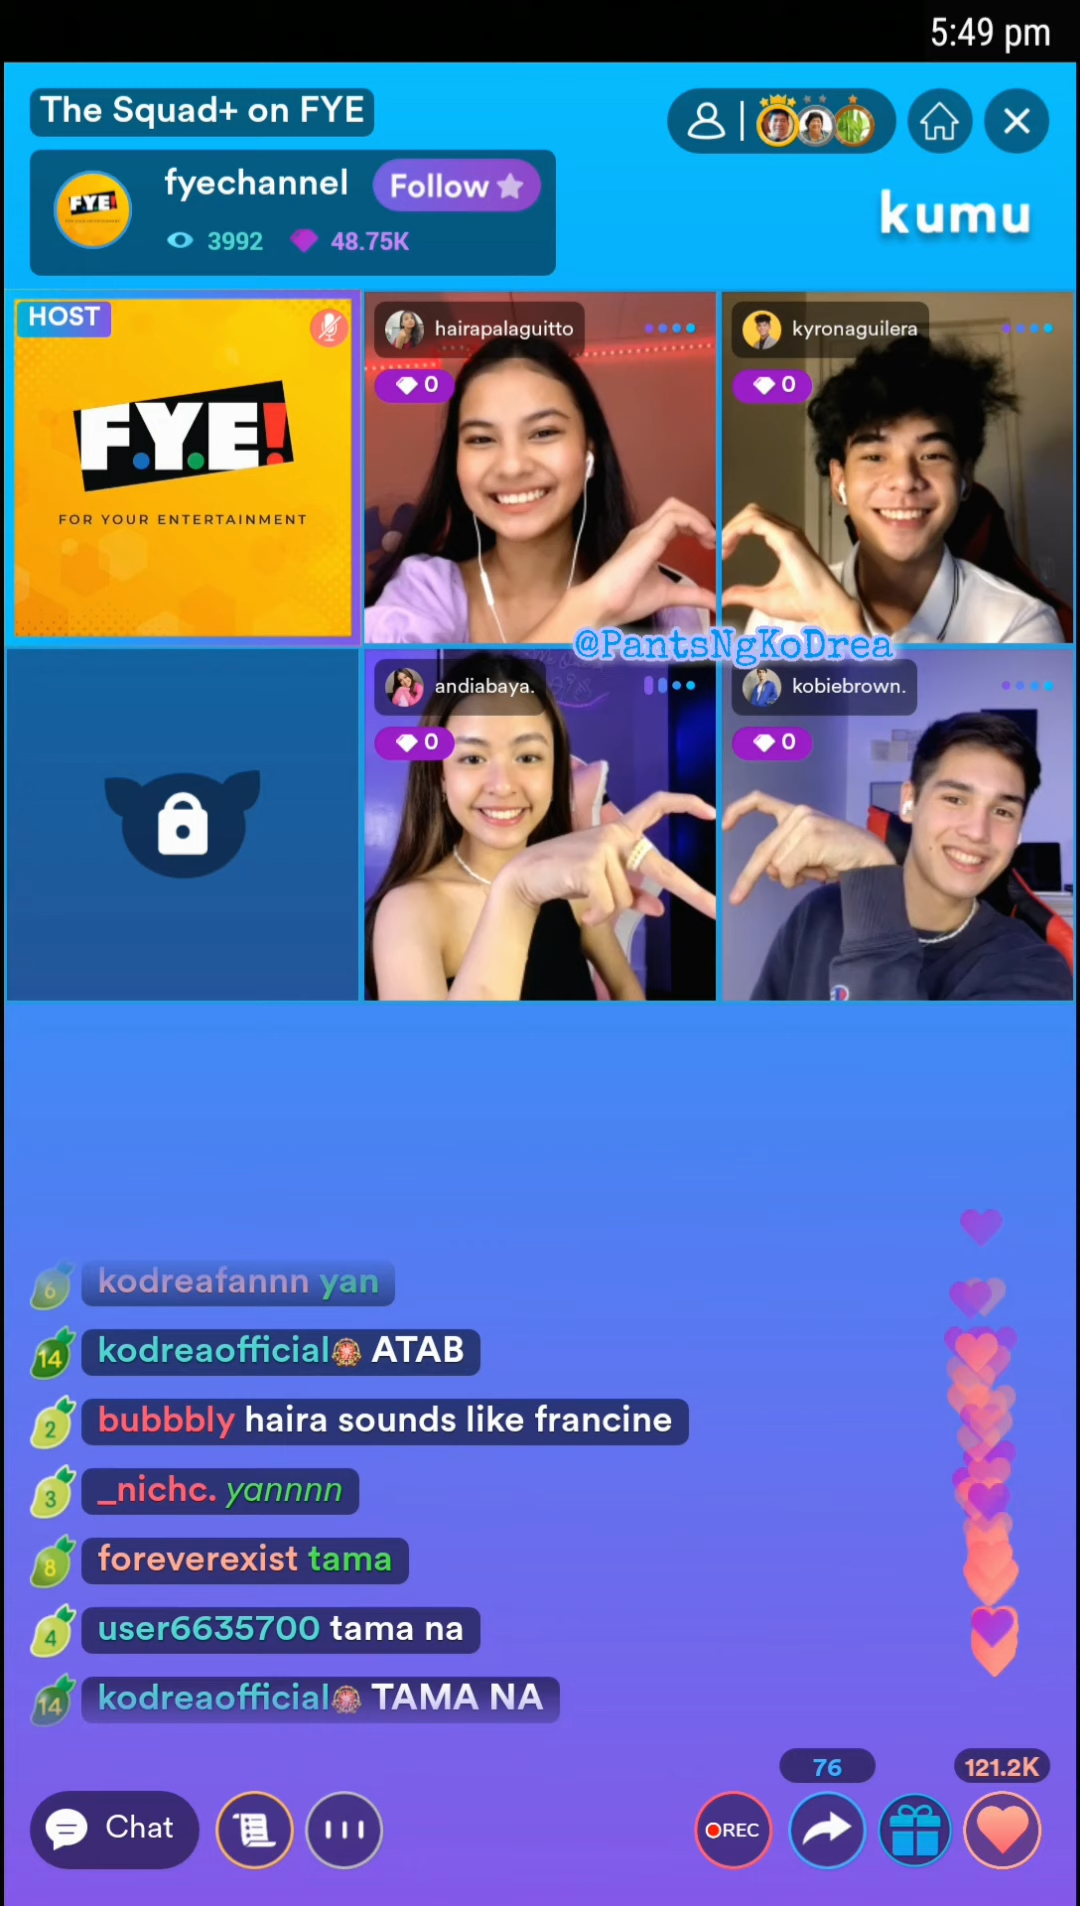 5:49 pm
The Squad+ on FYE
fyechannel Follow
3992 48.75K
kumu
HOST
F.Y.E!
FOR YOUR ENTERTAINMENT
hairapalaguitto
0
kyronaguilera
0
@PantsNgKoDrea
andiabaya.
0
kobiebrown.
0
6 kodreafannn yan
14 kodreaofficial ATAB
2 bubbbly haira sounds like francine
3 _nichc. yannnn
8 foreverexist tama
4 user6635700 tama na
14 kodreaofficial TAMA NA
76 121.2K
Chat REC